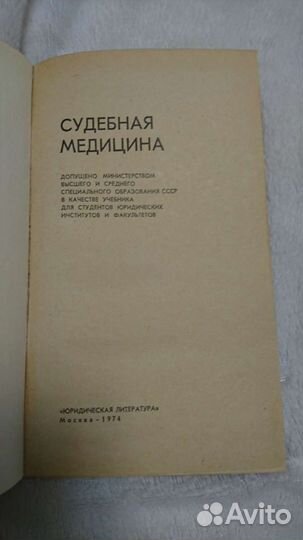 СУДЕБНАЯ
МЕДИЦИНА
ДОПУЩЕНО МИНИСТЕРСТВОМ
ВЫСШЕГО И СРЕДНЕГО
СПЕЦИАЛЬНОГО ОБРАЗОВАНИЯ СССР
В КАЧЕСТВЕ УЧЕБНИКА
ДЛЯ СТУДЕНТОВ ЮРИДИЧЕСКИХ
ИНСТИТУТОВ И ФАКУЛЬТЕТОВ
«ЮРИДИЧЕСКАЯ ЛИТЕРАТУРА»
Москва-1974
Avito